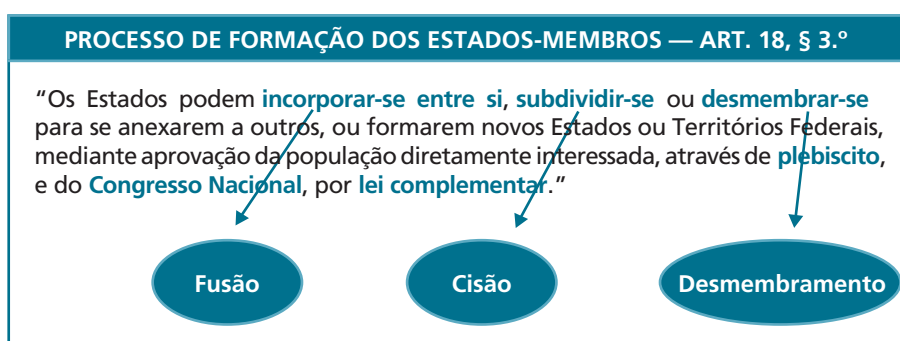 PROCESSO DE FORMAÇÃO DOS ESTADOS-MEMBROS — ART. 18, § 3.º
“Os Estados podem incorporar-se entre si, subdividir-se ou desmembrar-se
para se anexarem a outros, ou formarem novos Estados ou Territórios Federais,
mediante aprovação da população diretamente interessada, através de plebiscito,
e do Congresso Nacional, por lei complementar.”
Fusão
Cisão
Desmembramento